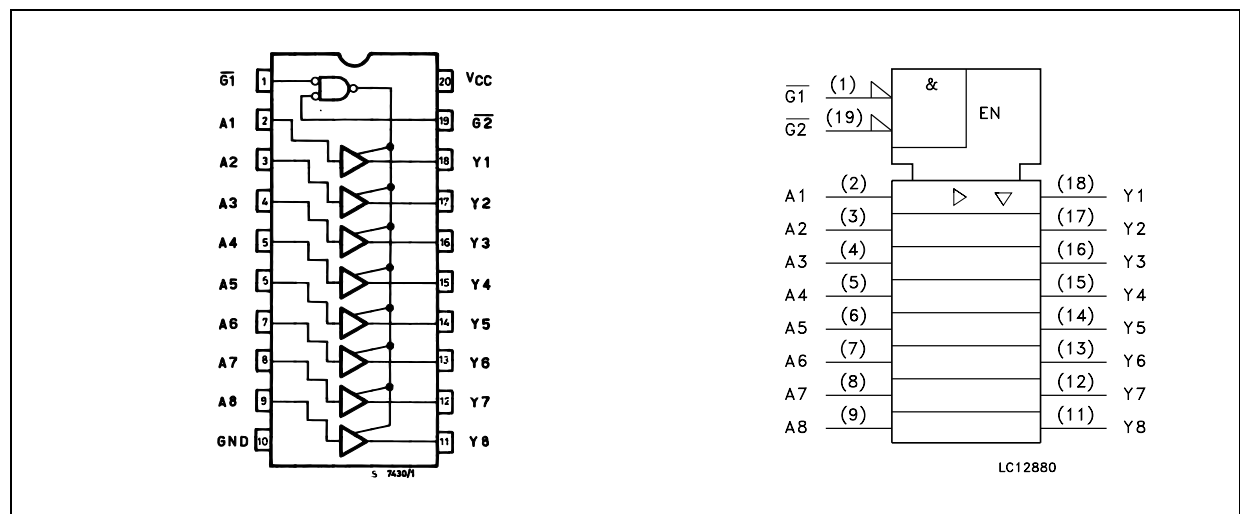 G1 1 20 VCC
A1 2 19 G2
A2 3 18 Y1
A3 4 17 Y2
A4 5 16 Y3
A5 6 15 Y4
A6 7 14 Y5
A7 8 13 Y6
A8 9 12 Y7
GND 10 11 Y8
S 7430/1
&
EN
G1 (1)
G2 (19)
A1 (2) (18) Y1
A2 (3) (17) Y2
A3 (4) (16) Y3
A4 (5) (15) Y4
A5 (6) (14) Y5
A6 (7) (13) Y6
A7 (8) (12) Y7
A8 (9) (11) Y8
LC12880